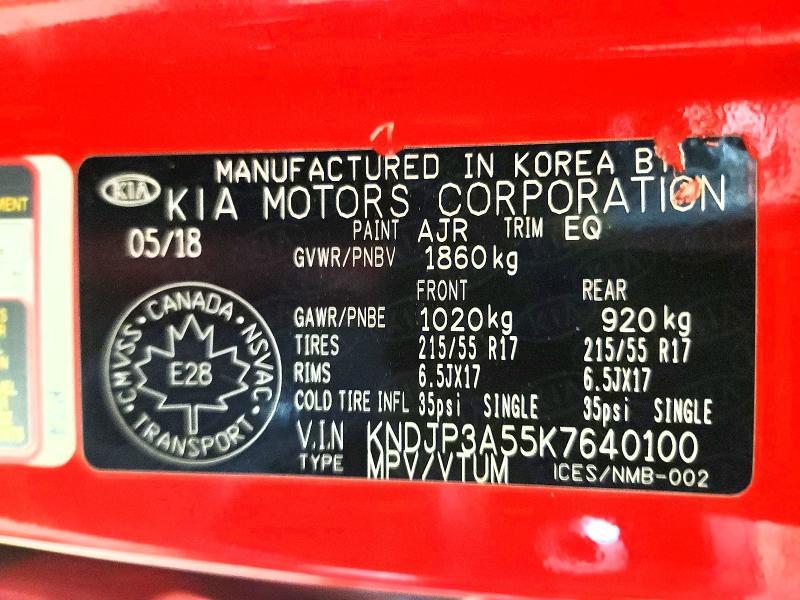 MANUFACTURED IN KOREA BY
KIA KIA MOTORS CORPORATION
05/18 PAINT AJR TRIM EQ
GVWR/PNBV 1860kg
FRONT REAR
GAWR/PNBE 1020kg 920kg
TIRES 215/55 R17 215/55 R17
RIMS 6.5JX17 6.5JX17
COLD TIRE INFL 35psi SINGLE 35psi SINGLE
V.I.N KNDJP3A55K7640100
TYPE MPV/VTUM ICES/NMB-002
CANADA
CMVSS • NSVAC
E28
TRANSPORT